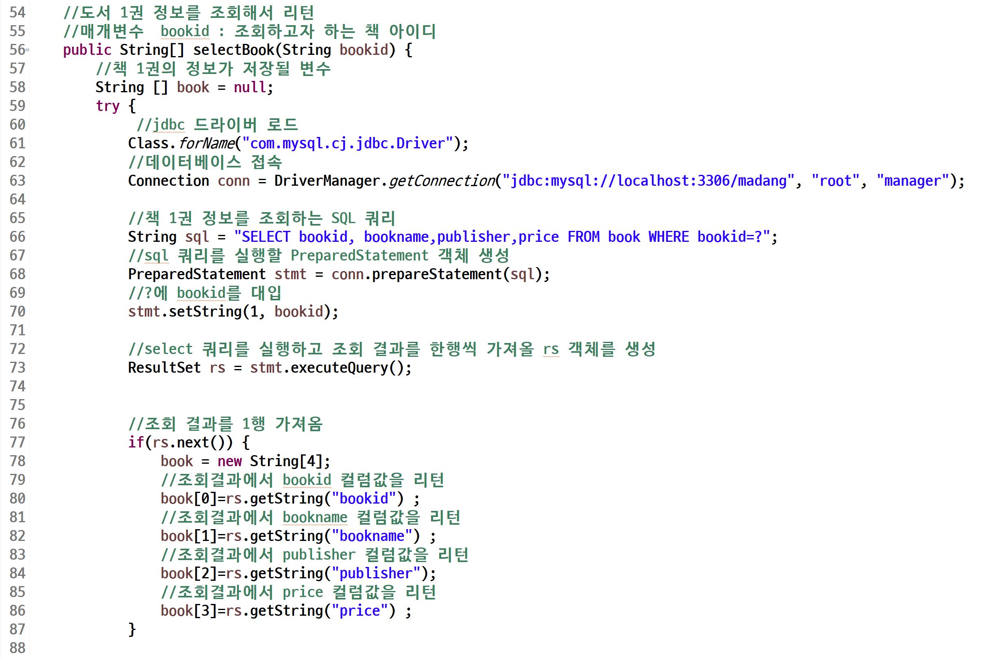 54 //도서 1권 정보를 조회해서 리턴
55 //매개변수  bookid : 조회하고자 하는 책 아이디
56 public String[] selectBook(String bookid) {
57 //책 1권의 정보가 저장될 변수
58 String [] book = null;
59 try {
60 //jdbc 드라이버 로드
61 Class.forName("com.mysql.cj.jdbc.Driver");
62 //데이터베이스 접속
63 Connection conn = DriverManager.getConnection("jdbc:mysql://localhost:3306/madang", "root", "manager");
64
65 //책 1권 정보를 조회하는 SQL 쿼리
66 String sql = "SELECT bookid, bookname,publisher,price FROM book WHERE bookid=?";
67 //sql 쿼리를 실행할 PreparedStatement 객체 생성
68 PreparedStatement stmt = conn.prepareStatement(sql);
69 //?에 bookid를 대입
70 stmt.setString(1, bookid);
71
72 //select 쿼리를 실행하고 조회 결과를 한행씩 가져올 rs 객체를 생성
73 ResultSet rs = stmt.executeQuery();
74
75
76 //조회 결과를 1행 가져옴
77 if(rs.next()) {
78 book = new String[4];
79 //조회결과에서 bookid 컬럼값을 리턴
80 book[0]=rs.getString("bookid") ;
81 //조회결과에서 bookname 컬럼값을 리턴
82 book[1]=rs.getString("bookname") ;
83 //조회결과에서 publisher 컬럼값을 리턴
84 book[2]=rs.getString("publisher");
85 //조회결과에서 price 컬럼값을 리턴
86 book[3]=rs.getString("price") ;
87 }
88